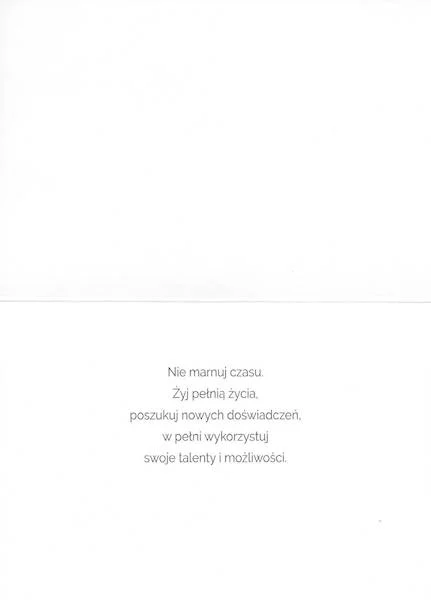 Nie marnuj czasu.
Żyj pełnią życia,
poszukuj nowych doświadczeń,
w pełni wykorzystuj
swoje talenty i możliwości.